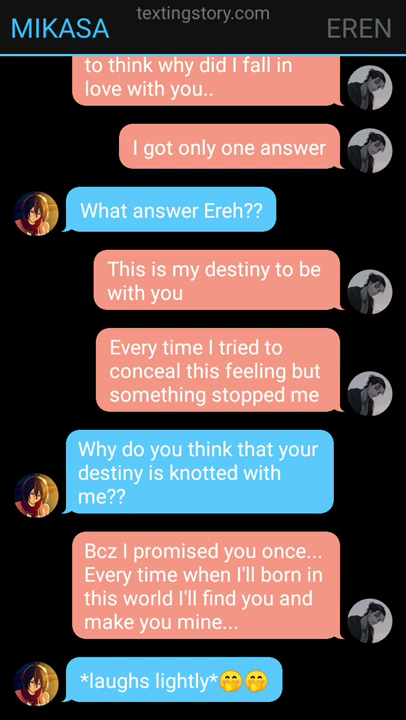 textingstory.com
MIKASA
EREN
to think why did I fall in
love with you..
I got only one answer
What answer Ereh??
This is my destiny to be
with you
Every time I tried to
conceal this feeling but
something stopped me
Why do you think that your
destiny is knotted with
me??
Bcz I promised you once...
Every time when I'll born in
this world I'll find you and
make you mine...
*laughs lightly*🤭🤭